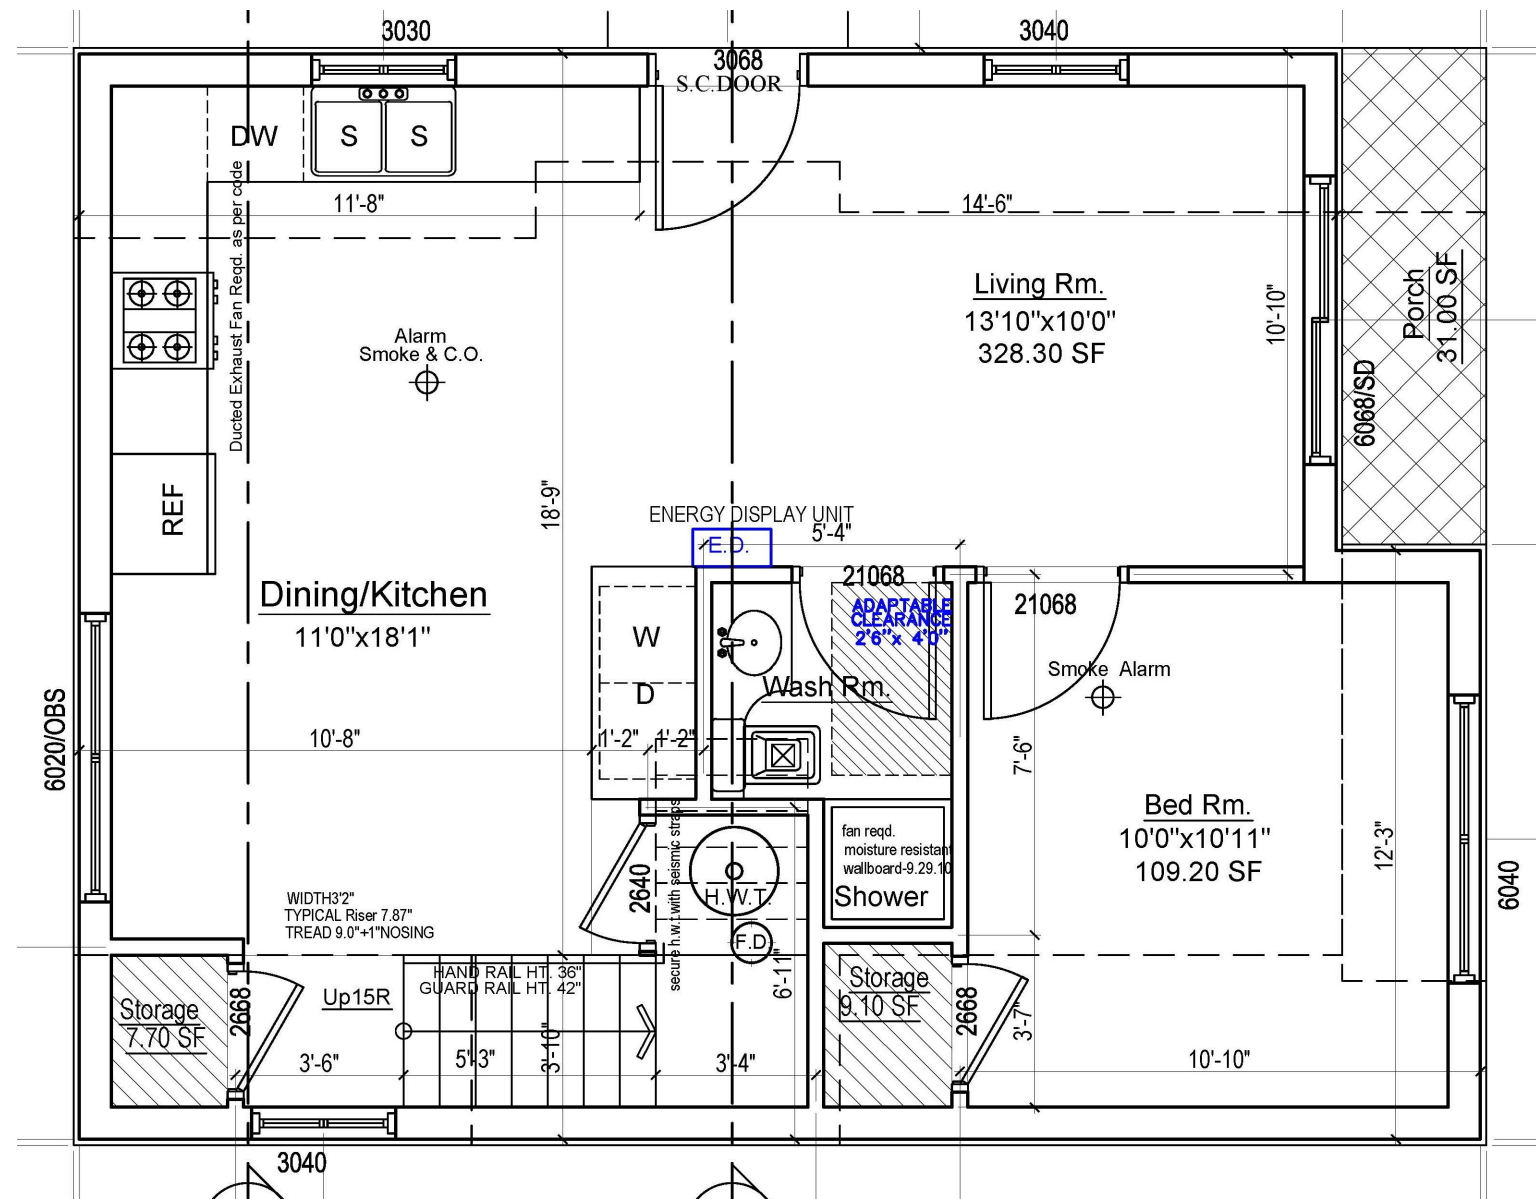 3030
3040
3068
S.C.DOOR
DW
S
S
11'-8"
14'-6"
Ducted Exhaust Fan Reqd. as per code
Living Rm.
13'10"x10'0"
328.30 SF
10'-10"
Porch
31.00 SF
Alarm
Smoke & C.O.
6068/SD
REF
18'-9"
ENERGY DISPLAY UNIT
5'-4"
E.D.
21068
21068
ADAPTABLE
CLEARANCE
2'6"x 4'0"
Dining/Kitchen
11'0"x18'1"
W
D
Wash Rm.
Smoke Alarm
6020/OBS
10'-8"
1'-2"
1'-2"
7'-6"
Bed Rm.
10'0"x10'11"
109.20 SF
12'-3"
6040
fan reqd.
moisture resistant
wallboard-9.29.10
Shower
2640
secure h.w.t.with seismic straps
H.W.T.
F.D.
WIDTH3'2"
TYPICAL Riser 7.87"
TREAD 9.0"+1"NOSING
HAND RAIL HT. 36"
GUARD RAIL HT. 42"
6'-11"
Storage
7.70 SF
2668
Up15R
Storage
9.10 SF
2668
3'-7"
3'-6"
5'-3"
3'-10"
3'-4"
10'-10"
3040